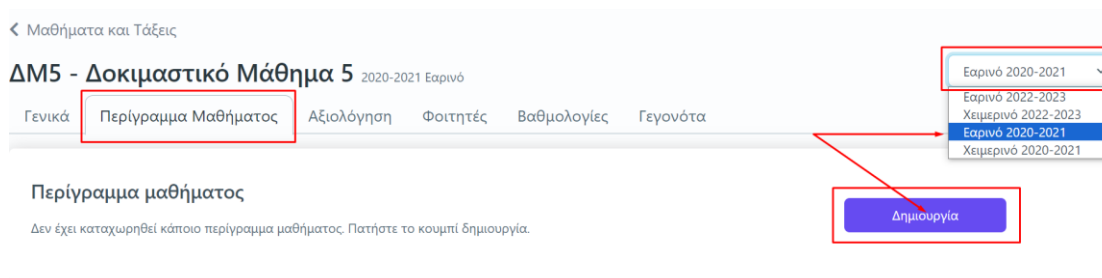 Μαθήματα και Τάξεις
ΔΜ5 - Δοκιμαστικό Μάθημα 5 2020-2021 Εαρινό
Εαρινό 2020-2021
Εαρινό 2022-2023
Χειμερινό 2022-2023
Εαρινό 2020-2021
Χειμερινό 2020-2021
Γενικά Περίγραμμα Μαθήματος Αξιολόγηση Φοιτητές Βαθμολογίες Γεγονότα
Περίγραμμα μαθήματος
Δεν έχει καταχωρηθεί κάποιο περίγραμμα μαθήματος. Πατήστε το κουμπί δημιουργία.
Δημιουργία